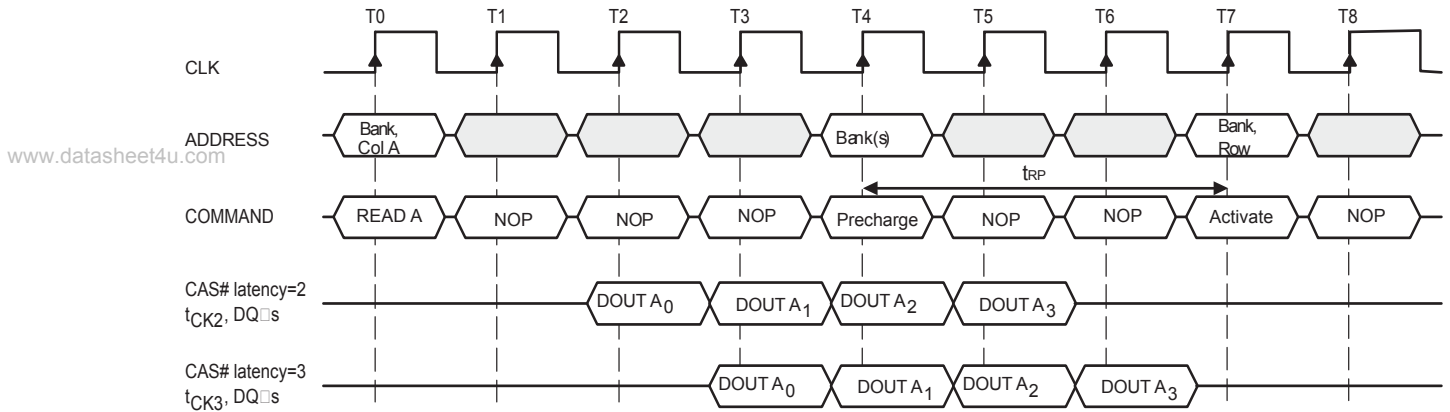 T0 T1 T2 T3 T4 T5 T6 T7 T8
CLK
ADDRESS
Bank,
Col A
Bank(s)
Bank,
Row
www.datasheet4u.com
tRP
COMMAND
READ A NOP NOP NOP Precharge NOP NOP Activate NOP
CAS# latency=2
tCK2, DQ□s
DOUT A0 DOUT A1 DOUT A2 DOUT A3
CAS# latency=3
tCK3, DQ□s
DOUT A0 DOUT A1 DOUT A2 DOUT A3